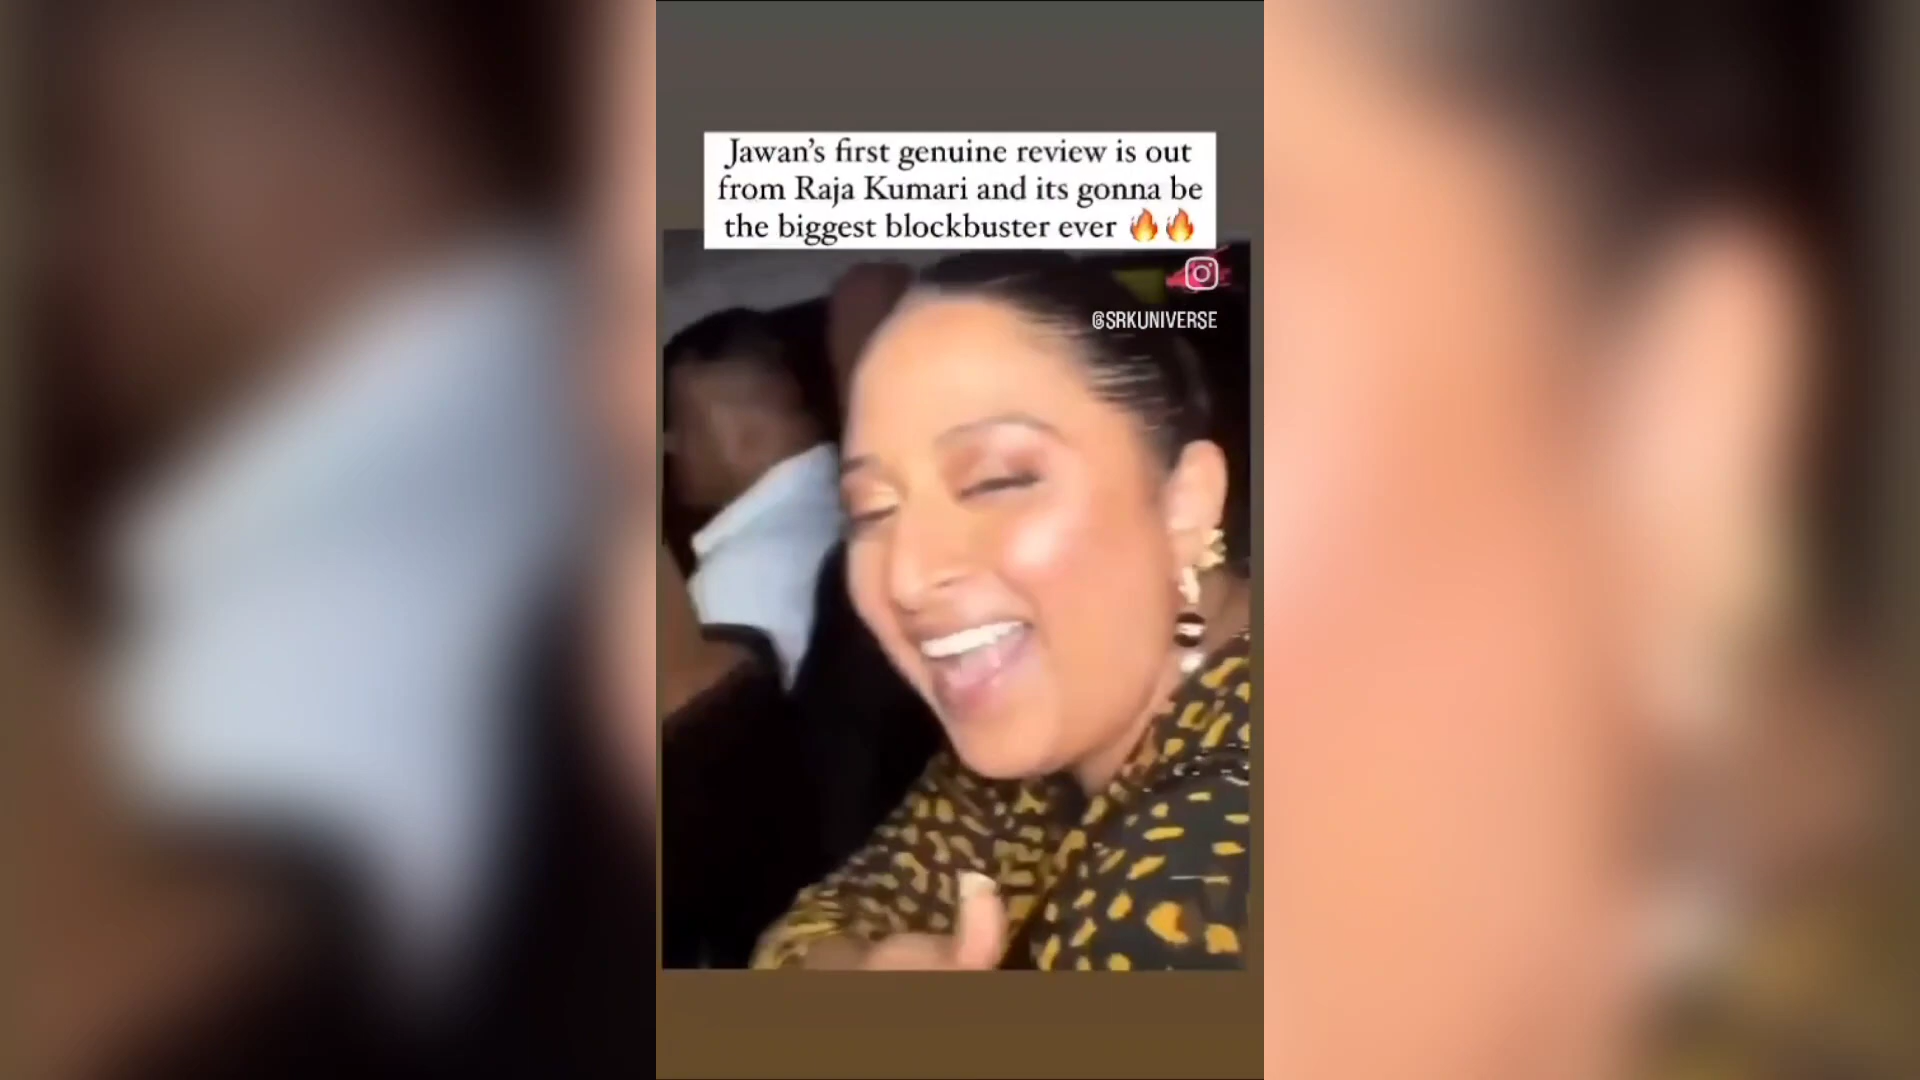 Jawan's first genuine review is out
from Raja Kumari and its gonna be
the biggest blockbuster ever 🔥🔥
@SRKUNIVERSE